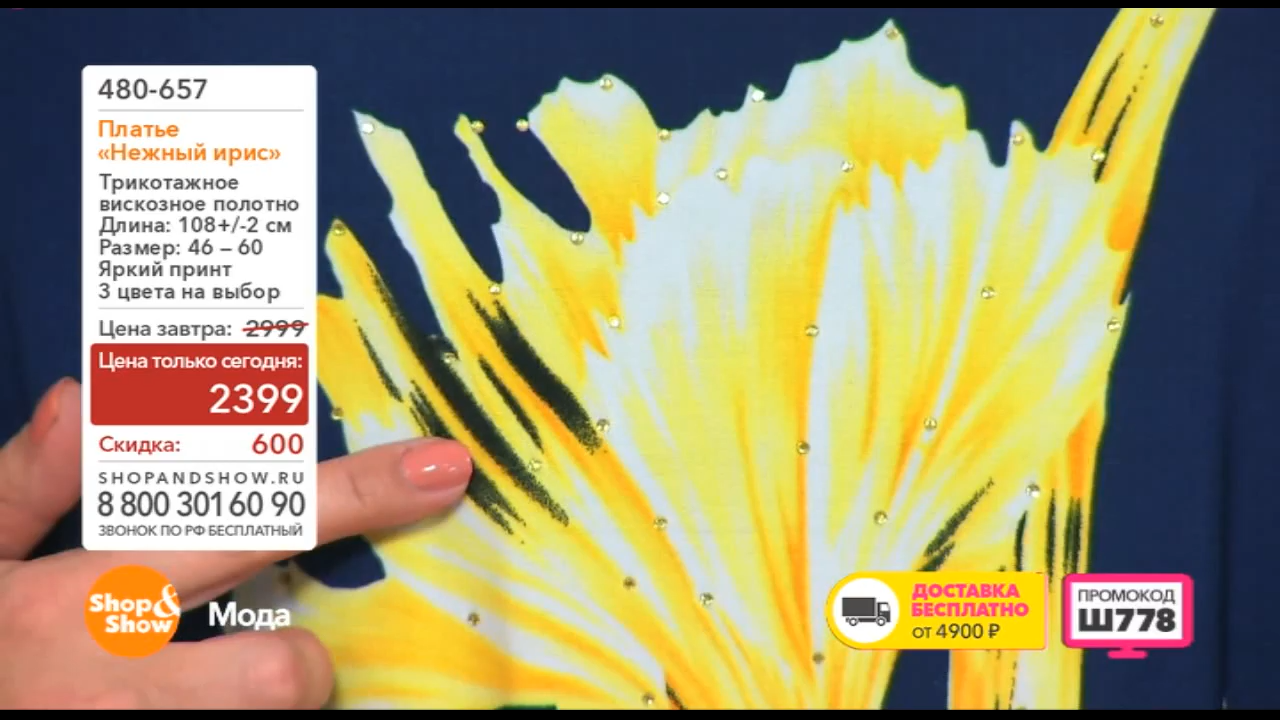 480-657
Платье
«Нежный ирис»
Трикотажное
вискозное полотно
Длина: 108+/-2 см
Размер: 46 – 60
Яркий принт
3 цвета на выбор
Цена завтра: 2999
Цена только сегодня:
2399
Скидка: 600
SHOPANDSHOW.RU
8 800 301 60 90
ЗВОНОК ПО РФ БЕСПЛАТНЫЙ
Shop&
Show
Мода
ДОСТАВКА
БЕСПЛАТНО
ОТ 4900 ₽
ПРОМОКОД
Ш778